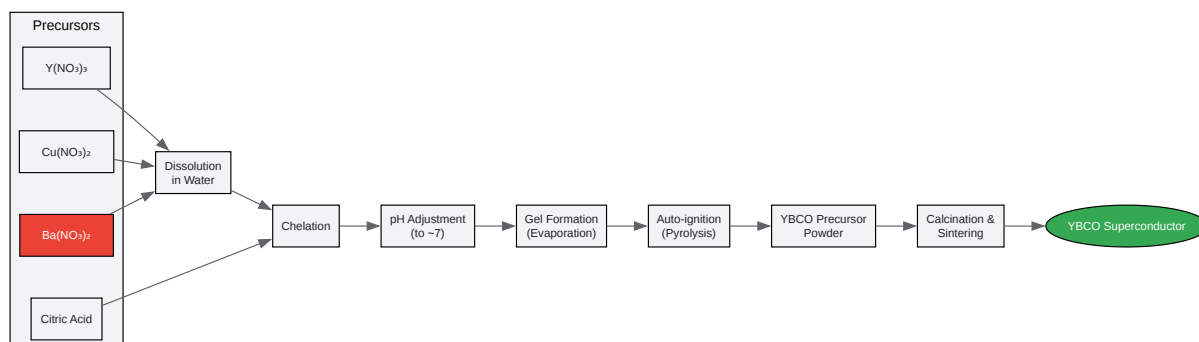 Precursors
Y(NO₃)₃
Cu(NO₃)₂
Ba(NO₃)₂
Citric Acid
Dissolution
in Water
Chelation
pH Adjustment
(to ~7)
Gel Formation
(Evaporation)
Auto-ignition
(Pyrolysis)
YBCO Precursor
Powder
Calcination &
Sintering
YBCO Superconductor